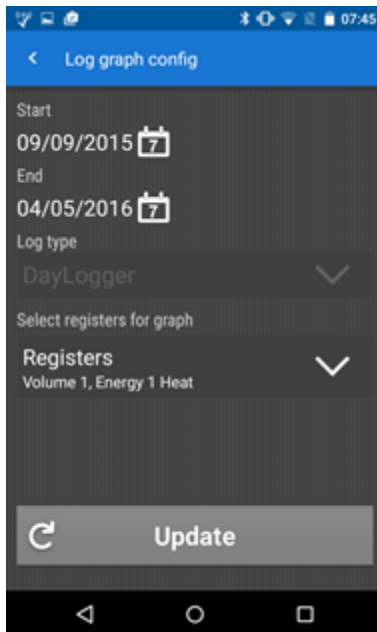 07:45
Log graph config
Start
09/09/2015 7
End
04/05/2016 7
Log type
DayLogger
Select registers for graph
Registers
Volume 1, Energy 1 Heat
Update